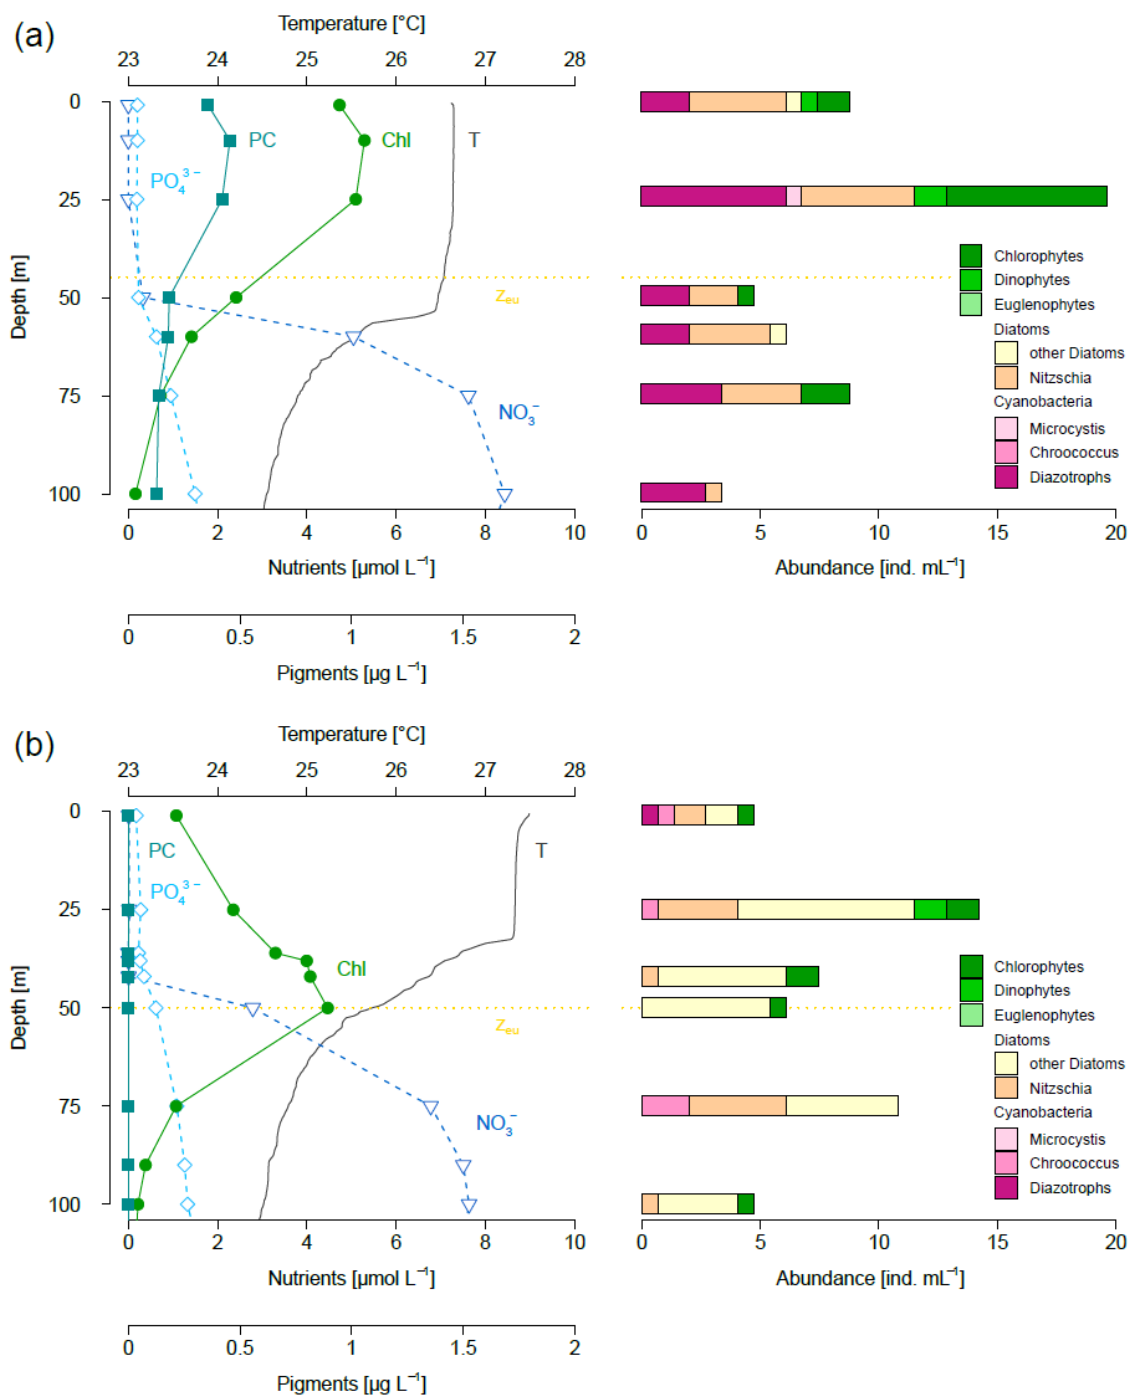 (a)
Temperature [°C]
23 24 25 26 27 28
0
25
50
75
100
Depth [m]
PO₄³⁻
PC
Chl
T
Zeu
NO₃⁻
0 2 4 6 8 10
Nutrients [µmol L⁻¹]
0 0.5 1 1.5 2
Pigments [µg L⁻¹]
Chlorophytes
Dinophytes
Euglenophytes
Diatoms
other Diatoms
Nitzschia
Cyanobacteria
Microcystis
Chroococcus
Diazotrophs
0 5 10 15 20
Abundance [ind. mL⁻¹]
(b)
Temperature [°C]
23 24 25 26 27 28
0
25
50
75
100
Depth [m]
PC
PO₄³⁻
Chl
T
Zeu
NO₃⁻
0 2 4 6 8 10
Nutrients [µmol L⁻¹]
0 0.5 1 1.5 2
Pigments [µg L⁻¹]
Chlorophytes
Dinophytes
Euglenophytes
Diatoms
other Diatoms
Nitzschia
Cyanobacteria
Microcystis
Chroococcus
Diazotrophs
0 5 10 15 20
Abundance [ind. mL⁻¹]